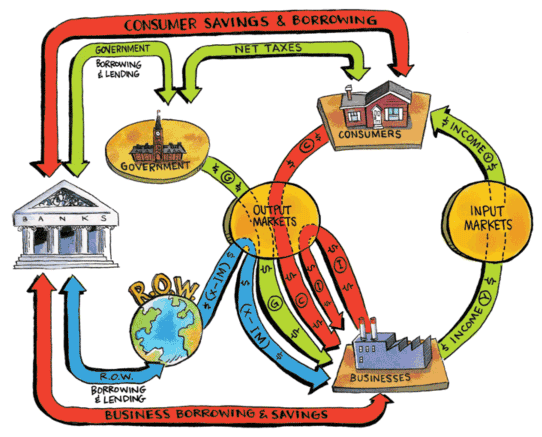 CONSUMER SAVINGS & BORROWING
GOVERNMENT
BORROWING
& LENDING
NET TAXES
CONSUMERS
GOVERNMENT
$ C $
$ INCOME Y $
$ G $
BANKS
OUTPUT
MARKETS
INPUT
MARKETS
R.O.W.
$ (X-IM)
$ (X-IM) $
$ G $
$ C $
$ I $
$ I $
$ INCOME Y $
BUSINESSES
R.O.W.
BORROWING
& LENDING
BUSINESS BORROWING & SAVINGS